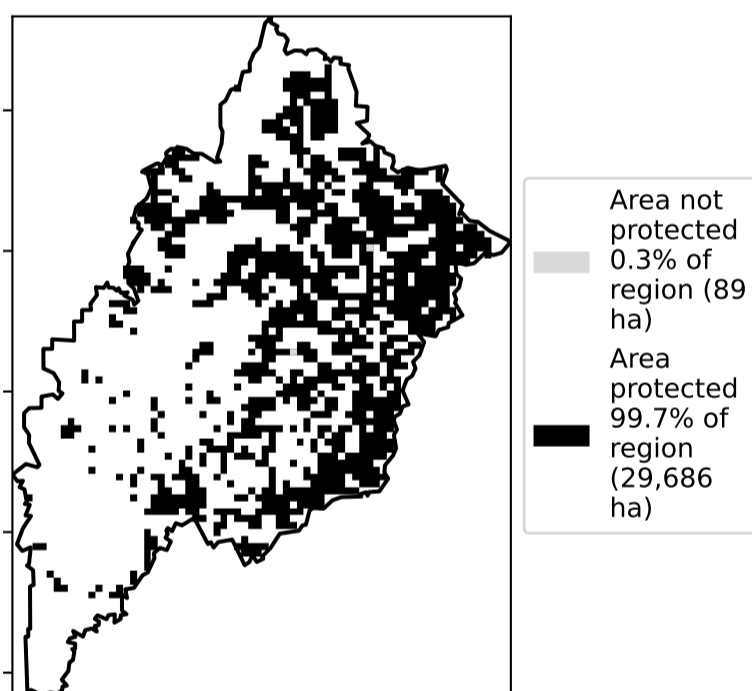 Area not
protected
0.3% of
region (89
ha)
Area
protected
99.7% of
region
(29,686
ha)